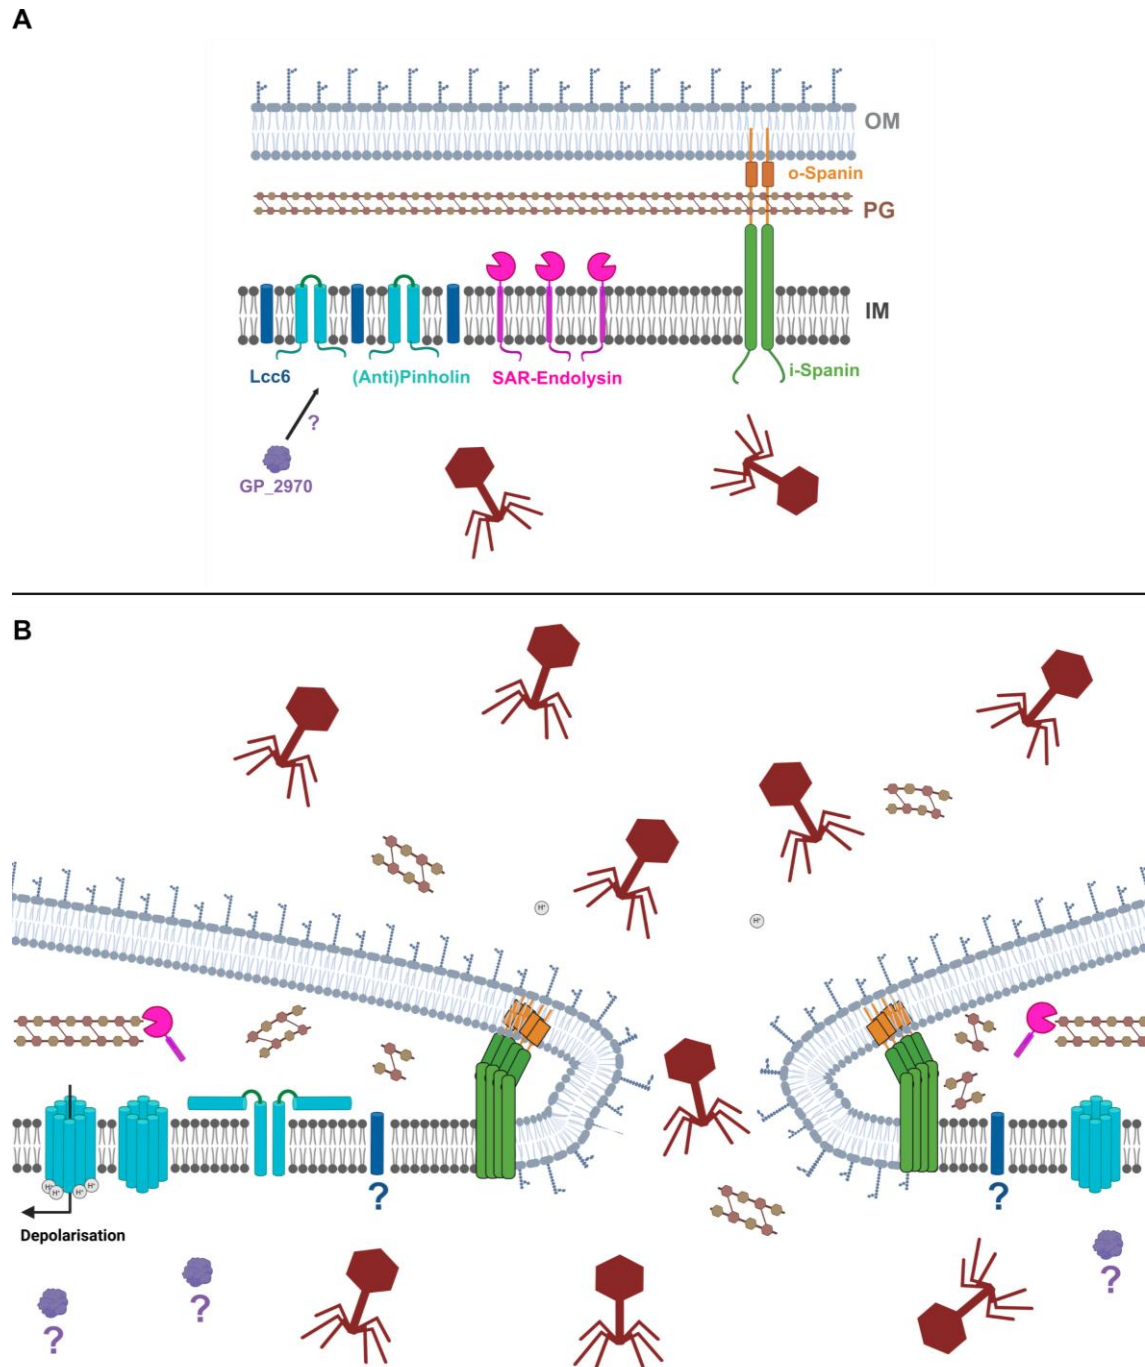 A
OM
o-Spanin
PG
IM
Lcc6
(Anti)Pinholin
SAR-Endolysin
i-Spanin
?
GP_2970
B
H⁺
H⁺
H⁺
H⁺
H⁺
H⁺
?
?
Depolarisation
?
?
?